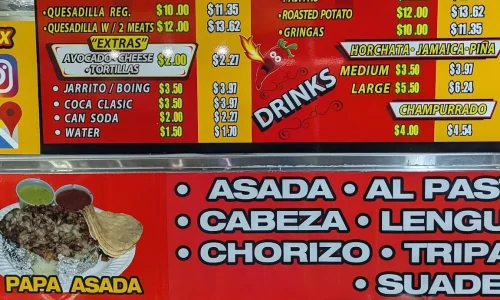 •QUESADILLA REG. $10.00 $11.35
•QUESADILLA W/ 2 MEATS $12.00 $13.62
"EXTRAS"
AVOCADO-CHEESE
-TORTILLAS $2.00 $2.27
• JARRITO / BOING $3.50 $3.97
• COCA CLASIC $3.50 $3.97
• CAN SODA $2.00 $2.27
• WATER $1.50 $1.70
•ROASTED POTATO $12.00 $13.62
•GRINGAS $10.00 $11.35
DRINKS
HORCHATA - JAMAICA - PIÑA
MEDIUM $3.50 $3.97
LARGE $5.50 $6.24
CHAMPURRADO
$4.00 $4.54
PAPA ASADA
• ASADA • AL PAS
• CABEZA • LENGU
• CHORIZO • TRIPA
• SUADE